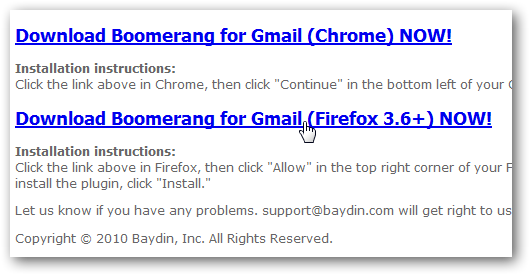 Download Boomerang for Gmail (Chrome) NOW!
Installation instructions:
Click the link above in Chrome, then click "Continue" in the bottom left of your
Download Boomerang for Gmail (Firefox 3.6+) NOW!
Installation instructions:
Click the link above in Firefox, then click "Allow" in the top right corner of your
install the plugin, click "Install."
Let us know if you have any problems. support@baydin.com will get right to us
Copyright © 2010 Baydin, Inc. All Rights Reserved.